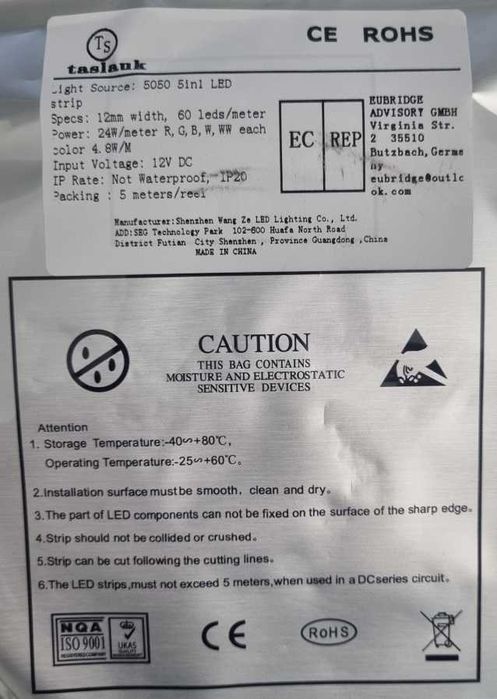 TS
taslauk
CE ROHS
Light Source: 5050 5in1 LED
strip
Specs: 12mm width, 60 leds/meter
Power: 24W/meter R, G, B, W, WW each
color 4.8W/M
Input Voltage: 12V DC
IP Rate: Not Waterproof, IP20
Packing : 5 meters/reel
EC REP
EUBRIDGE
ADVISORY GMBH
Virginia Str.
2 35510
Butzbach, Germa
ny
eubridge@outlo
ok.com
Manufacturer: Shenzhen Wang Ze LED Lighting Co., Ltd.
ADD: SEG Technology Park 102-600 Huafa North Road
District Futian City Shenzhen , Province Guangdong ,China
MADE IN CHINA
CAUTION
THIS BAG CONTAINS
MOISTURE AND ELECTROSTATIC
SENSITIVE DEVICES
Attention
1. Storage Temperature:-40∽+80℃,
Operating Temperature:-25∽+60℃。
2.Installation surface must be smooth, clean and dry。
3.The part of LED components can not be fixed on the surface of the sharp edge。
4.Strip should not be collided or crushed。
5.Strip can be cut following the cutting lines。
6.The LED strips,must not exceed 5 meters,when used in a DC series circuit。
NQA
ISO 9001
REGISTERED COMPANY
UKAS
CE
RoHS